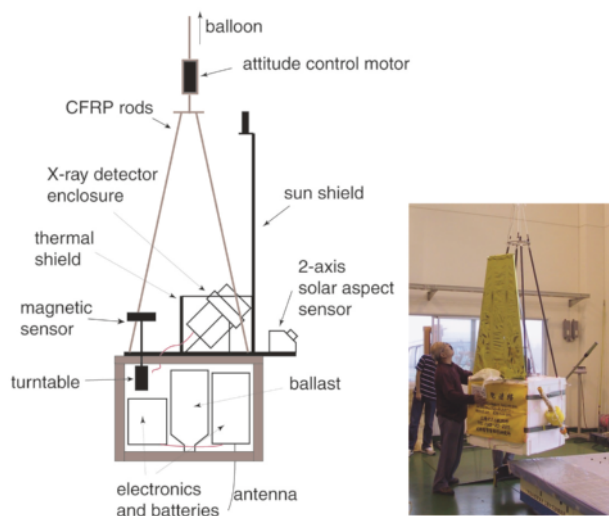 balloon
attitude control motor
CFRP rods
X-ray detector
enclosure
sun shield
thermal
shield
2-axis
solar aspect
sensor
magnetic
sensor
turntable
ballast
electronics
and batteries
antenna